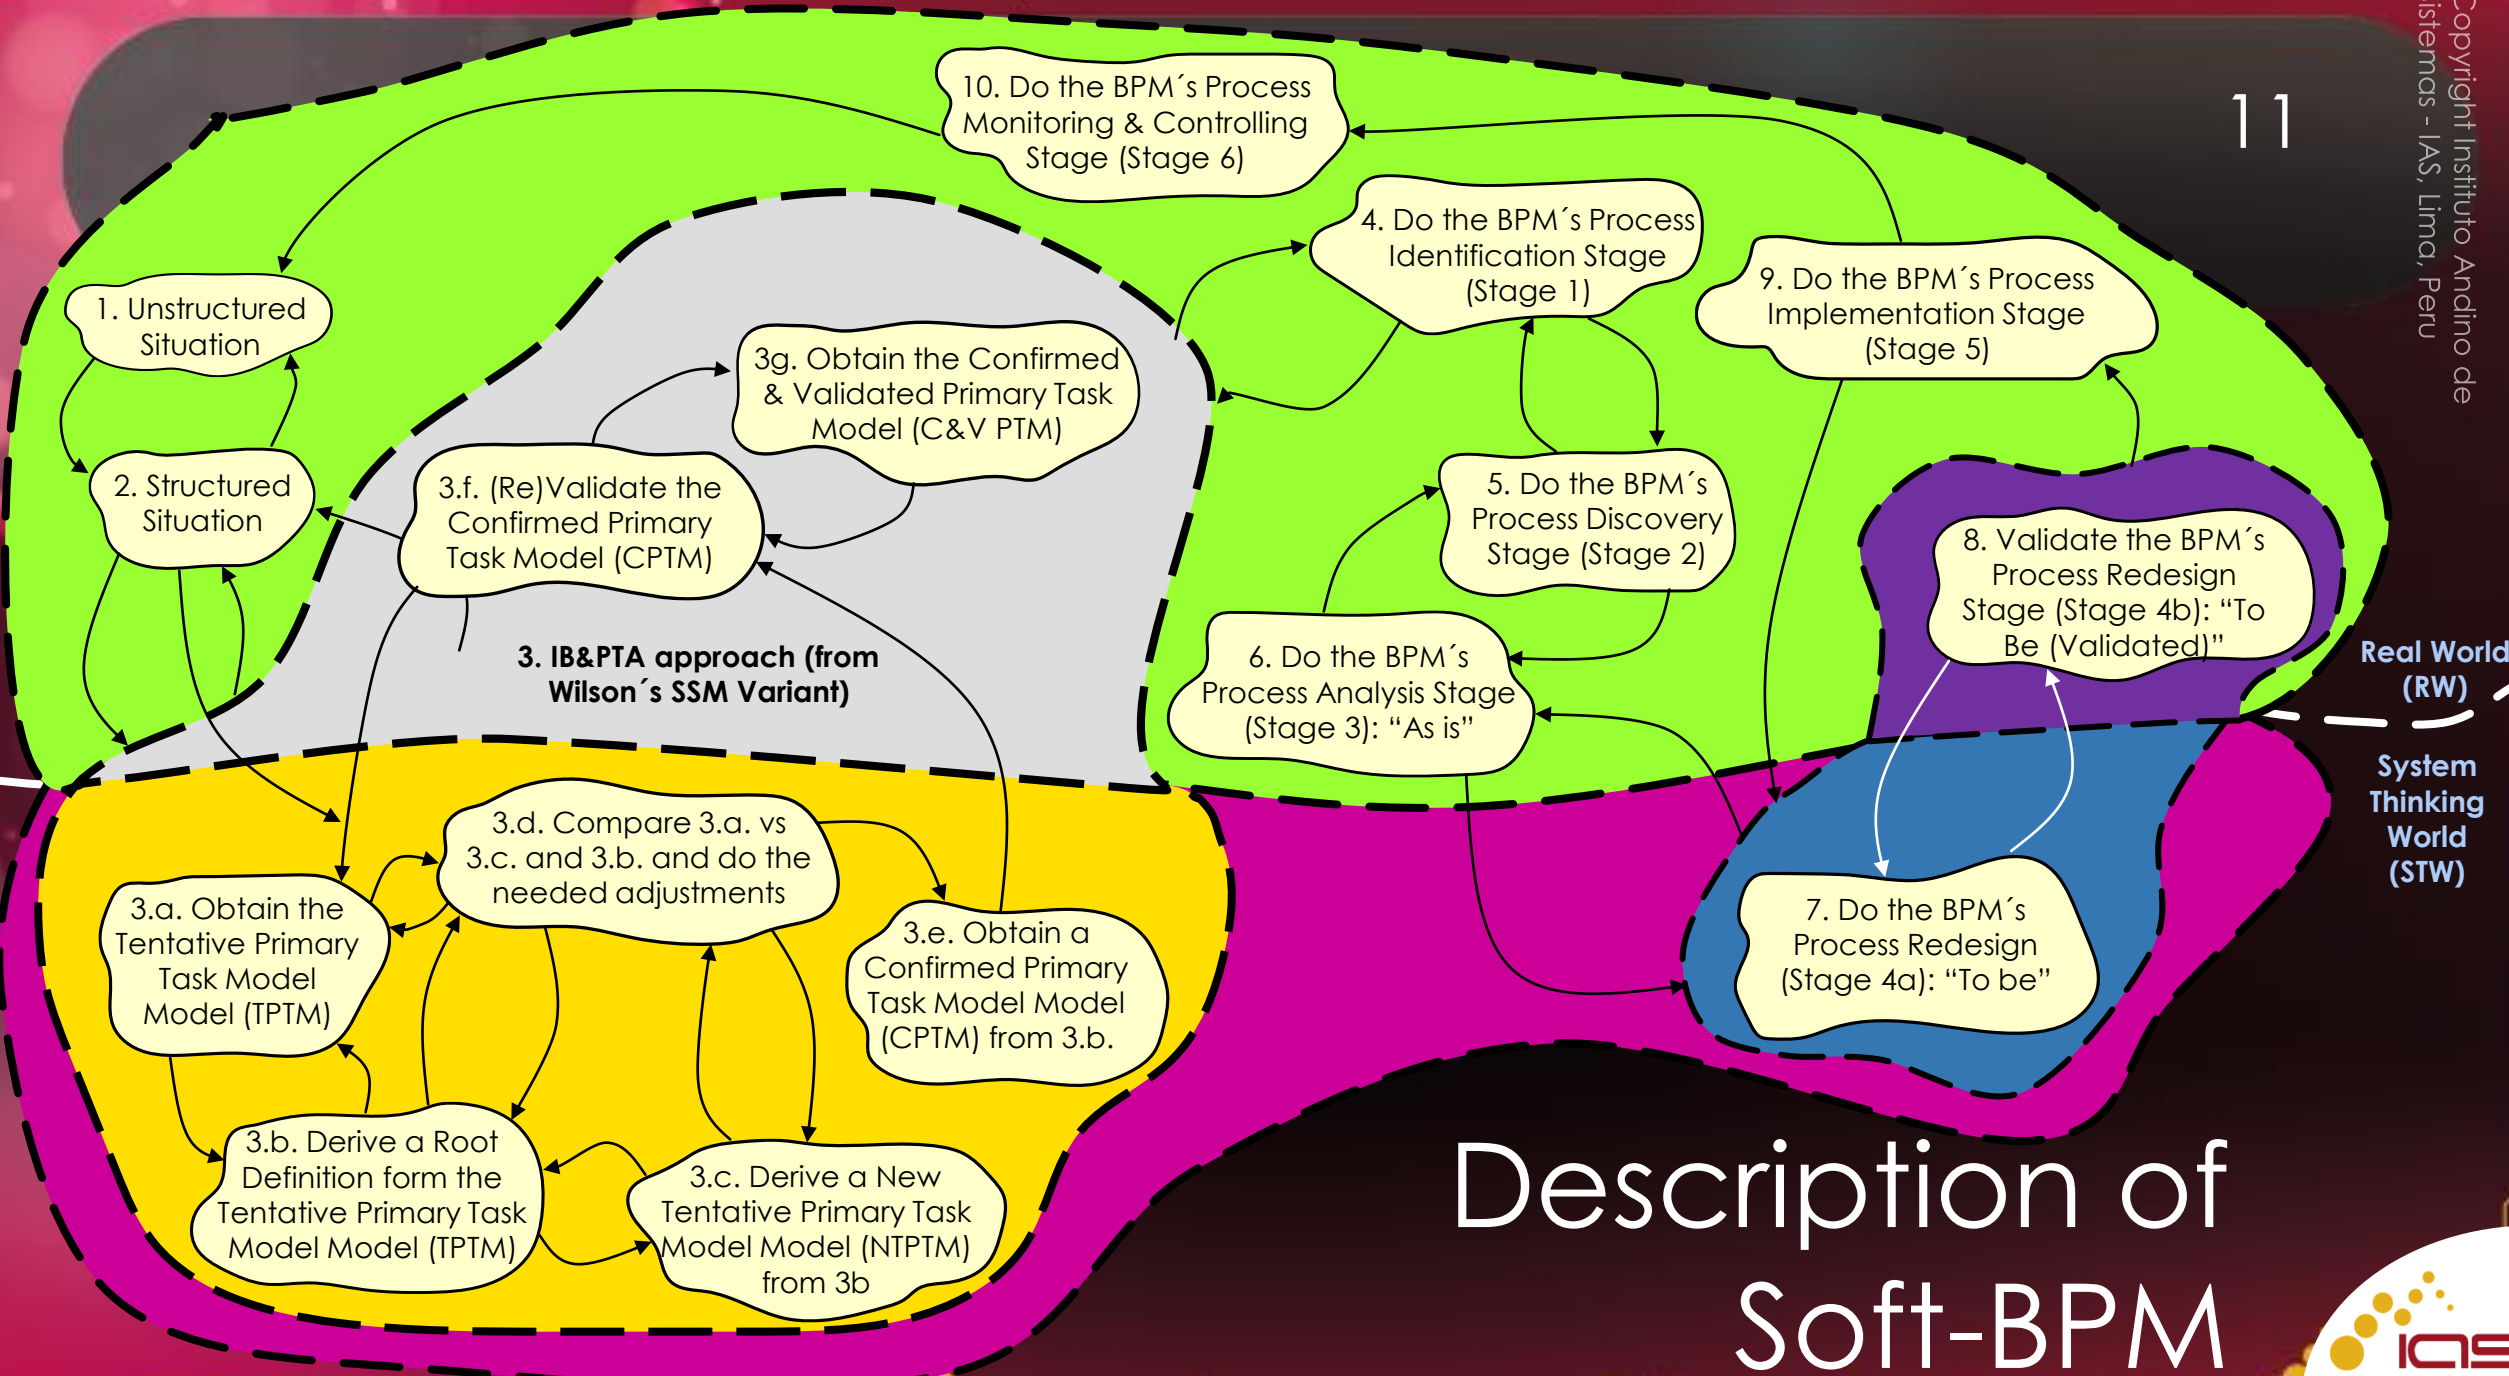 Copyright Instituto Andino de
Sistemas - IAS, Lima, Peru
11
10. Do the BPM´s Process
Monitoring & Controlling
Stage (Stage 6)
4. Do the BPM´s Process
Identification Stage
(Stage 1)
9. Do the BPM´s Process
Implementation Stage
(Stage 5)
1. Unstructured
Situation
3g. Obtain the Confirmed
& Validated Primary Task
Model (C&V PTM)
2. Structured
Situation
3.f. (Re)Validate the
Confirmed Primary
Task Model (CPTM)
5. Do the BPM´s
Process Discovery
Stage (Stage 2)
8. Validate the BPM´s
Process Redesign
Stage (Stage 4b): “To
Be (Validated)”
3. IB&PTA approach (from
Wilson´s SSM Variant)
6. Do the BPM´s
Process Analysis Stage
(Stage 3): “As is”
Real World
(RW)
System
Thinking
World
(STW)
3.d. Compare 3.a. vs
3.c. and 3.b. and do the
needed adjustments
3.a. Obtain the
Tentative Primary
Task Model
Model (TPTM)
3.e. Obtain a
Confirmed Primary
Task Model Model
(CPTM) from 3.b.
7. Do the BPM´s
Process Redesign
(Stage 4a): “To be”
3.b. Derive a Root
Definition form the
Tentative Primary Task
Model Model (TPTM)
3.c. Derive a New
Tentative Primary Task
Model Model (NTPTM)
from 3b
Description of
Soft-BPM
IAS